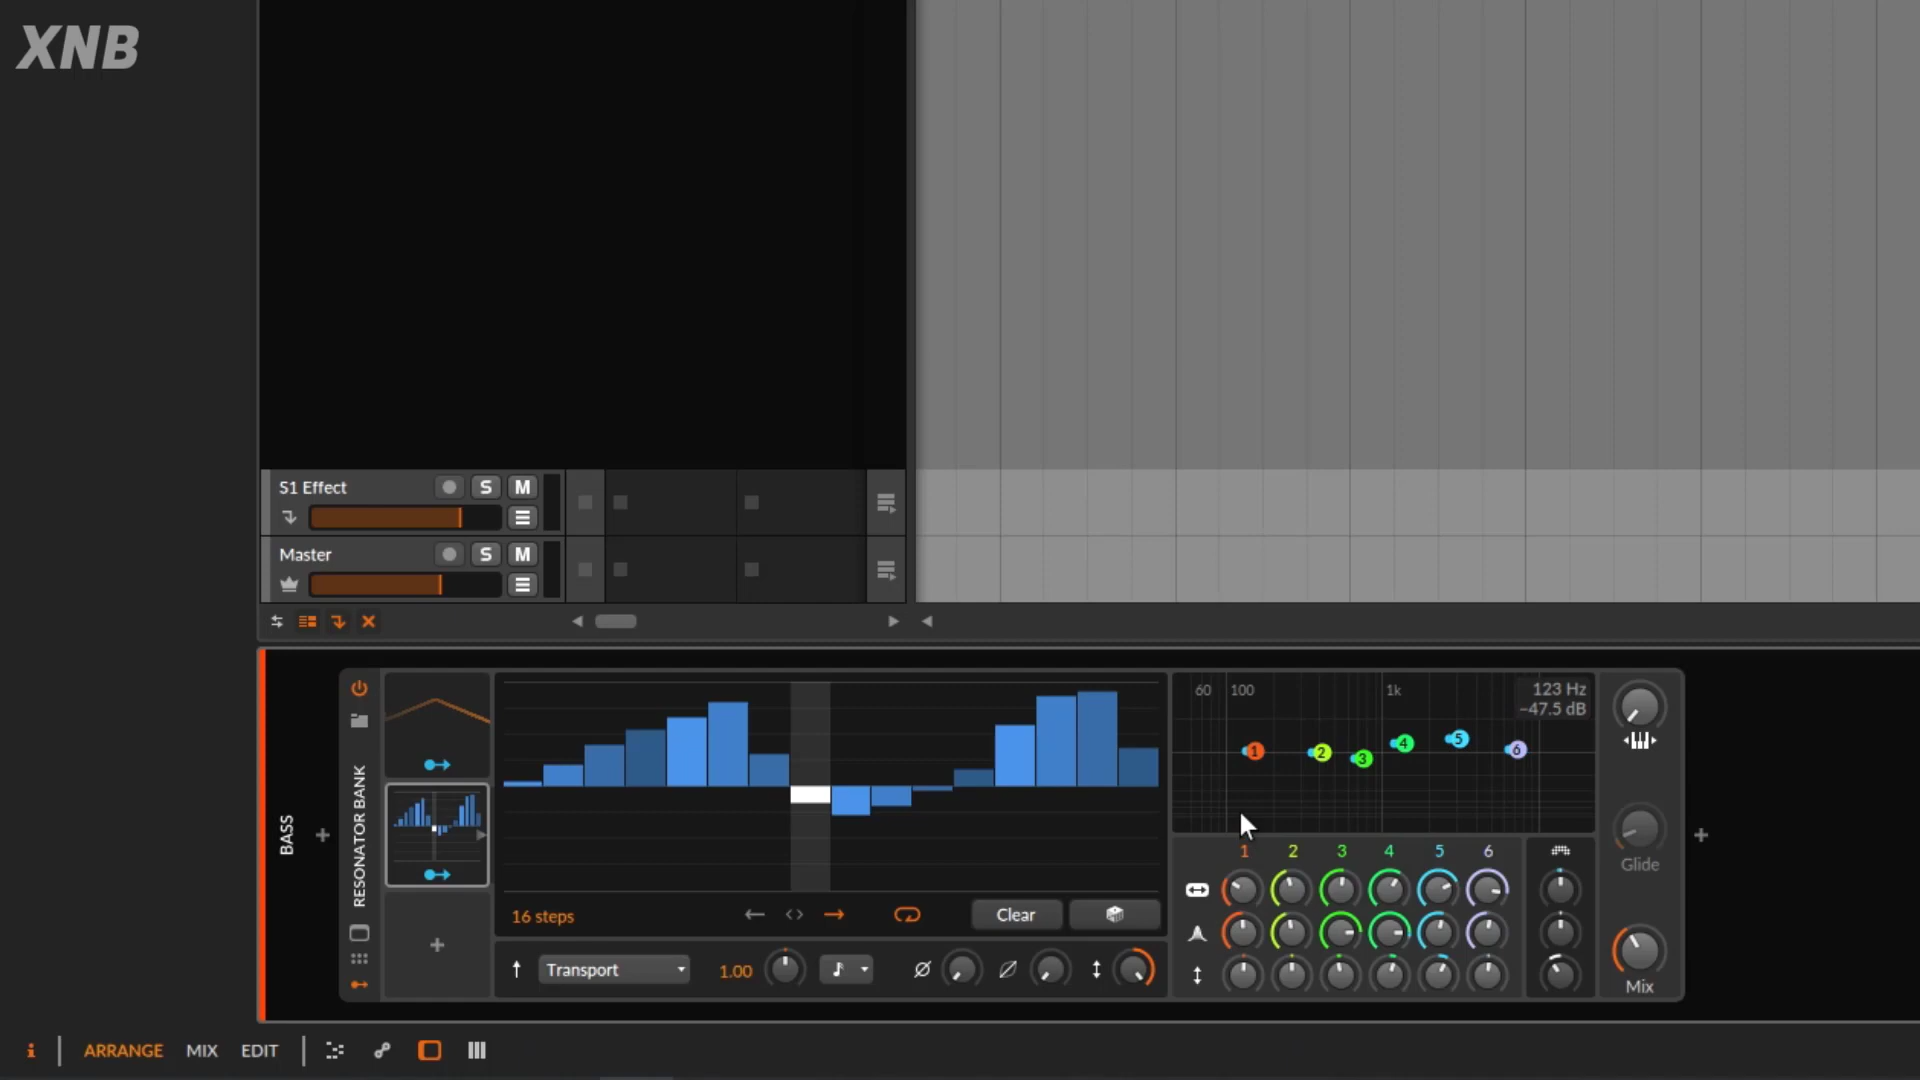 XNB
S1 Effect
S M
Master
S M
BASS
RESONATOR BANK
16 steps
Clear
Transport
1.00
60 100 1k
123 Hz
−47.5 dB
1 2 3 4 5 6
1 2 3 4 5 6
Glide
Mix
i ARRANGE MIX EDIT